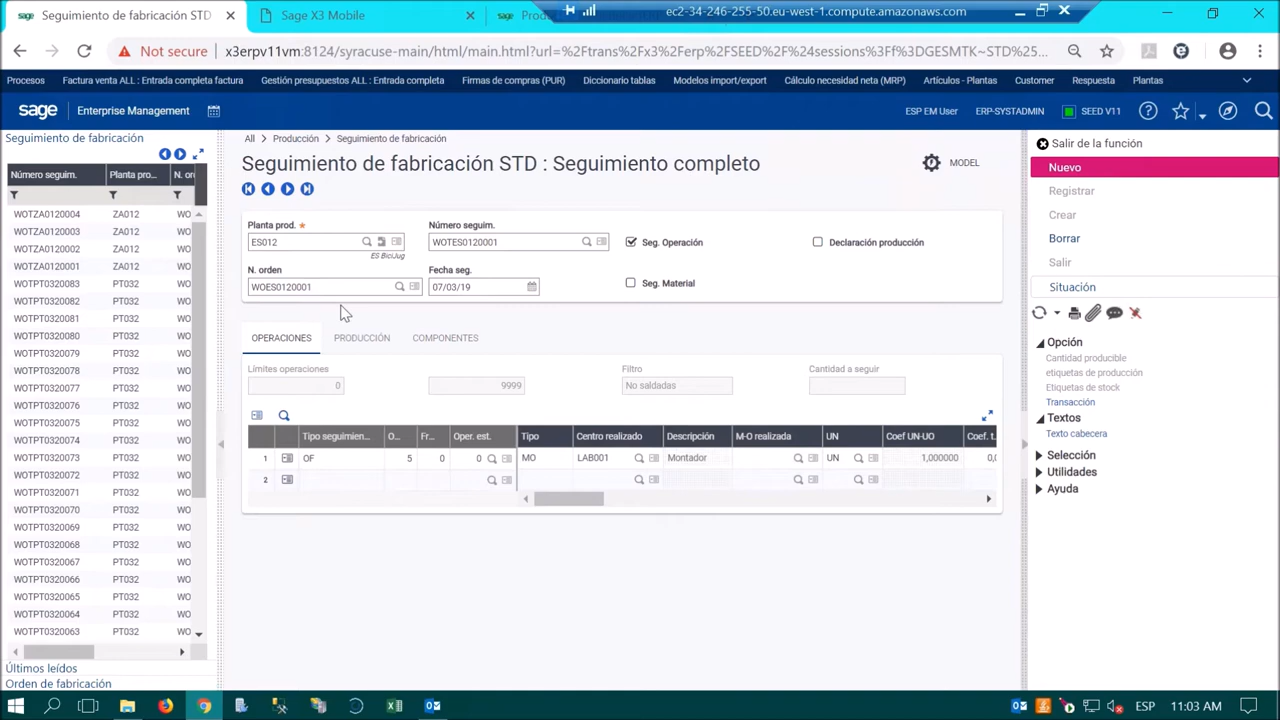 Seguimiento de fabricación STD
Sage X3 Mobile
Produ
ec2-34-246-255-50.eu-west-1.compute.amazonaws.com
Not secure
x3erpv11vm:8124/syracuse-main/html/main.html?url=%2Ftrans%2Fx3%2Ferp%2FSEED%2F%24sessions%3Ff%3DGESMTK~STD%25...
Procesos
Factura venta ALL : Entrada completa factura
Gestión presupuestos ALL : Entrada completa
Firmas de compras (PUR)
Diccionario tablas
Modelos import/export
Cálculo necesidad neta (MRP)
Artículos - Plantas
Customer
Respuesta
Plantas
sage
Enterprise Management
ESP EM User
ERP-SYSTADMIN
SEED V11
Seguimiento de fabricación
Número seguim.
Planta pro...
N. or
WOTZA0120004 ZA012 WO
WOTZA0120003 ZA012 WO
WOTZA0120002 ZA012 WO
WOTZA0120001 ZA012 WO
WOTPT0320083 PT032 WO
WOTPT0320082 PT032 WO
WOTPT0320081 PT032 WO
WOTPT0320080 PT032 WO
WOTPT0320079 PT032 WO
WOTPT0320078 PT032 WO
WOTPT0320077 PT032 WO
WOTPT0320076 PT032 WO
WOTPT0320075 PT032 WO
WOTPT0320074 PT032 WO
WOTPT0320073 PT032 WO
WOTPT0320072 PT032 WO
WOTPT0320071 PT032 WO
WOTPT0320070 PT032 WO
WOTPT0320069 PT032 WO
WOTPT0320068 PT032 WO
WOTPT0320067 PT032 WO
WOTPT0320066 PT032 WO
WOTPT0320065 PT032 WO
WOTPT0320064 PT032 WO
WOTPT0320063 PT032 WO
Últimos leídos
Orden de fabricación
All > Producción > Seguimiento de fabricación
Seguimiento de fabricación STD : Seguimiento completo
MODEL
Planta prod. *
ES012
ES BiciJug
Número seguim.
WOTES0120001
Seg. Operación
Declaración producción
N. orden
WOES0120001
Fecha seg.
07/03/19
Seg. Material
OPERACIONES
PRODUCCIÓN
COMPONENTES
Límites operaciones
0
9999
Filtro
No saldadas
Cantidad a seguir
Tipo seguimien... O... Fr... Oper. est. Tipo Centro realizado Descripción M-O realizada UN Coef UN-UO Coef. t.
1 OF 5 0 0 MO LAB001 Montador UN 1,000000 0,
2
Salir de la función
Nuevo
Registrar
Crear
Borrar
Salir
Situación
Opción
Cantidad producible
etiquetas de producción
Etiquetas de stock
Transacción
Textos
Texto cabecera
Selección
Utilidades
Ayuda
ESP
11:03 AM